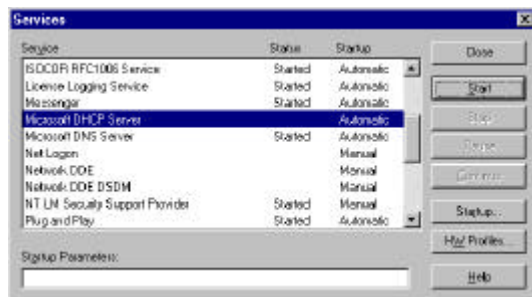 Services
Service Status Startup
ISOCOR RFC1006 Service Started Automatic
Licence Logging Service Started Automatic
Messenger Started Automatic
Microsoft DHCP Server Automatic
Microsoft DNS Server Started Automatic
Net Logon Manual
Network DDE Manual
Network DDE DSDM Manual
NT LM Security Support Provider Started Manual
Plug and Play Started Automatic
Startup Parameters:
Close
Start
Stop
Pause
Continue
Startup...
HW Profiles...
Help